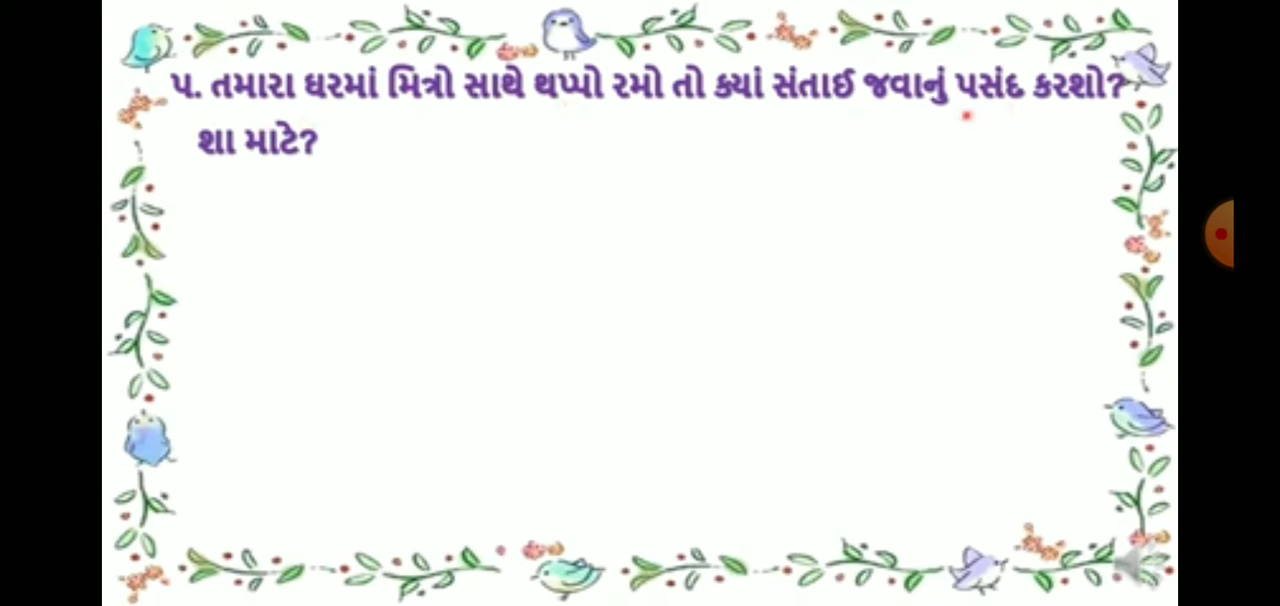 ૫. તમારા ઘરમાં મિત્રો સાથે થપ્પો રમો તો ક્યાં સંતાઈ જવાનું પસંદ કરશો?
શા માટે?